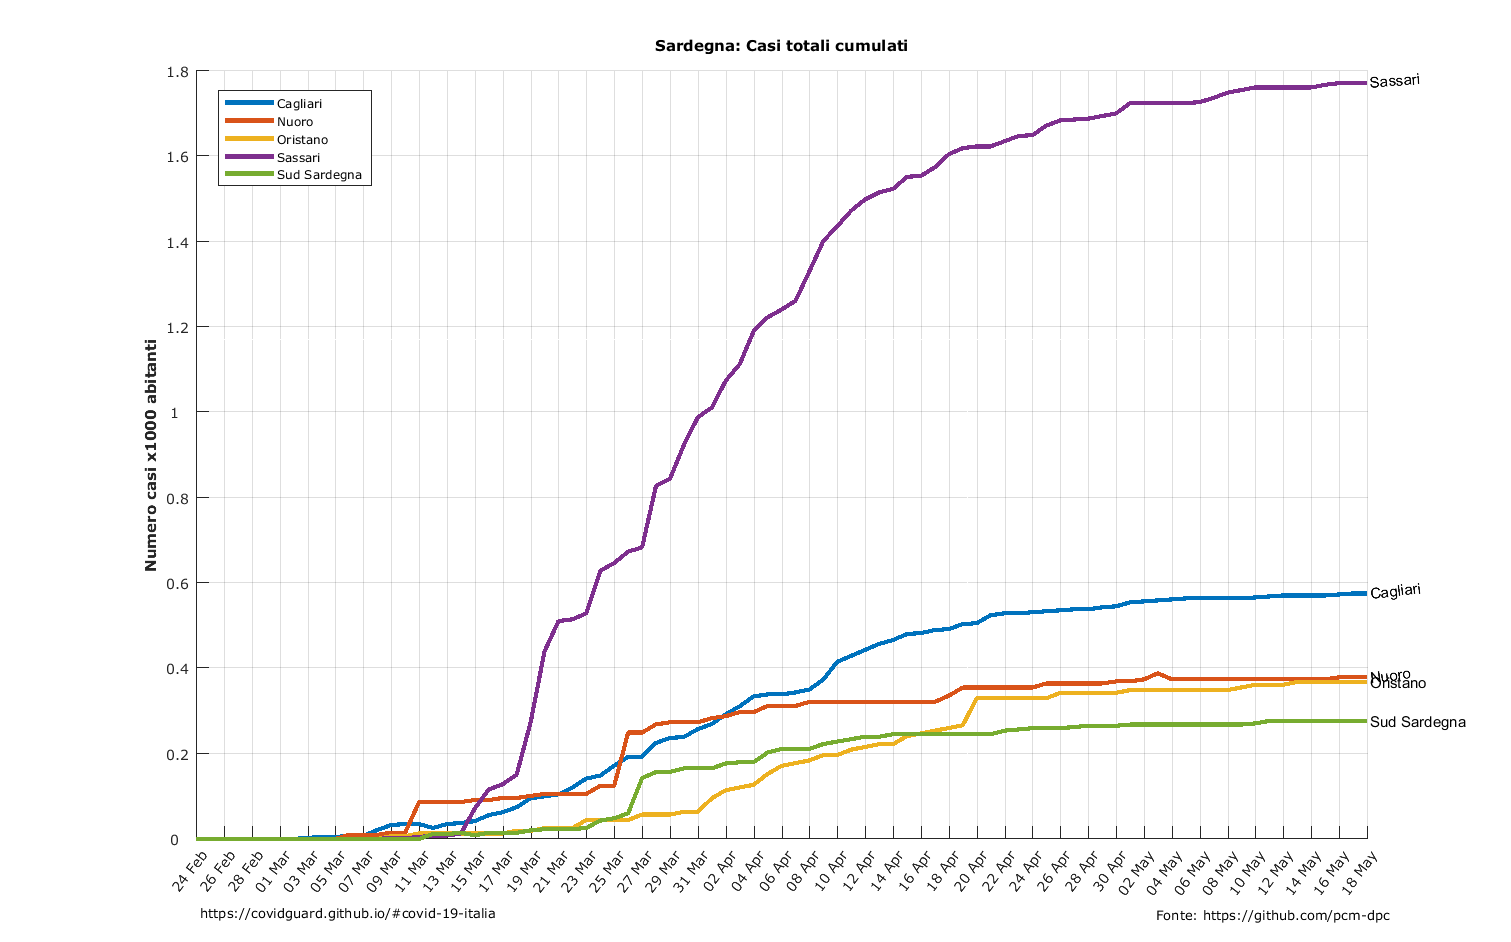 Sardegna: Casi totali cumulati
Numero casi x1000 abitanti
1.8
1.6
1.4
1.2
1
0.8
0.6
0.4
0.2
0
Cagliari
Nuoro
Oristano
Sassari
Sud Sardegna
Sassari
Cagliari
Nuoro
Oristano
Sud Sardegna
24 Feb
26 Feb
28 Feb
01 Mar
03 Mar
05 Mar
07 Mar
09 Mar
11 Mar
13 Mar
15 Mar
17 Mar
19 Mar
21 Mar
23 Mar
25 Mar
27 Mar
29 Mar
31 Mar
02 Apr
04 Apr
06 Apr
08 Apr
10 Apr
12 Apr
14 Apr
16 Apr
18 Apr
20 Apr
22 Apr
24 Apr
26 Apr
28 Apr
30 Apr
02 May
04 May
06 May
08 May
10 May
12 May
14 May
16 May
18 May
https://covidguard.github.io/#covid-19-italia
Fonte: https://github.com/pcm-dpc